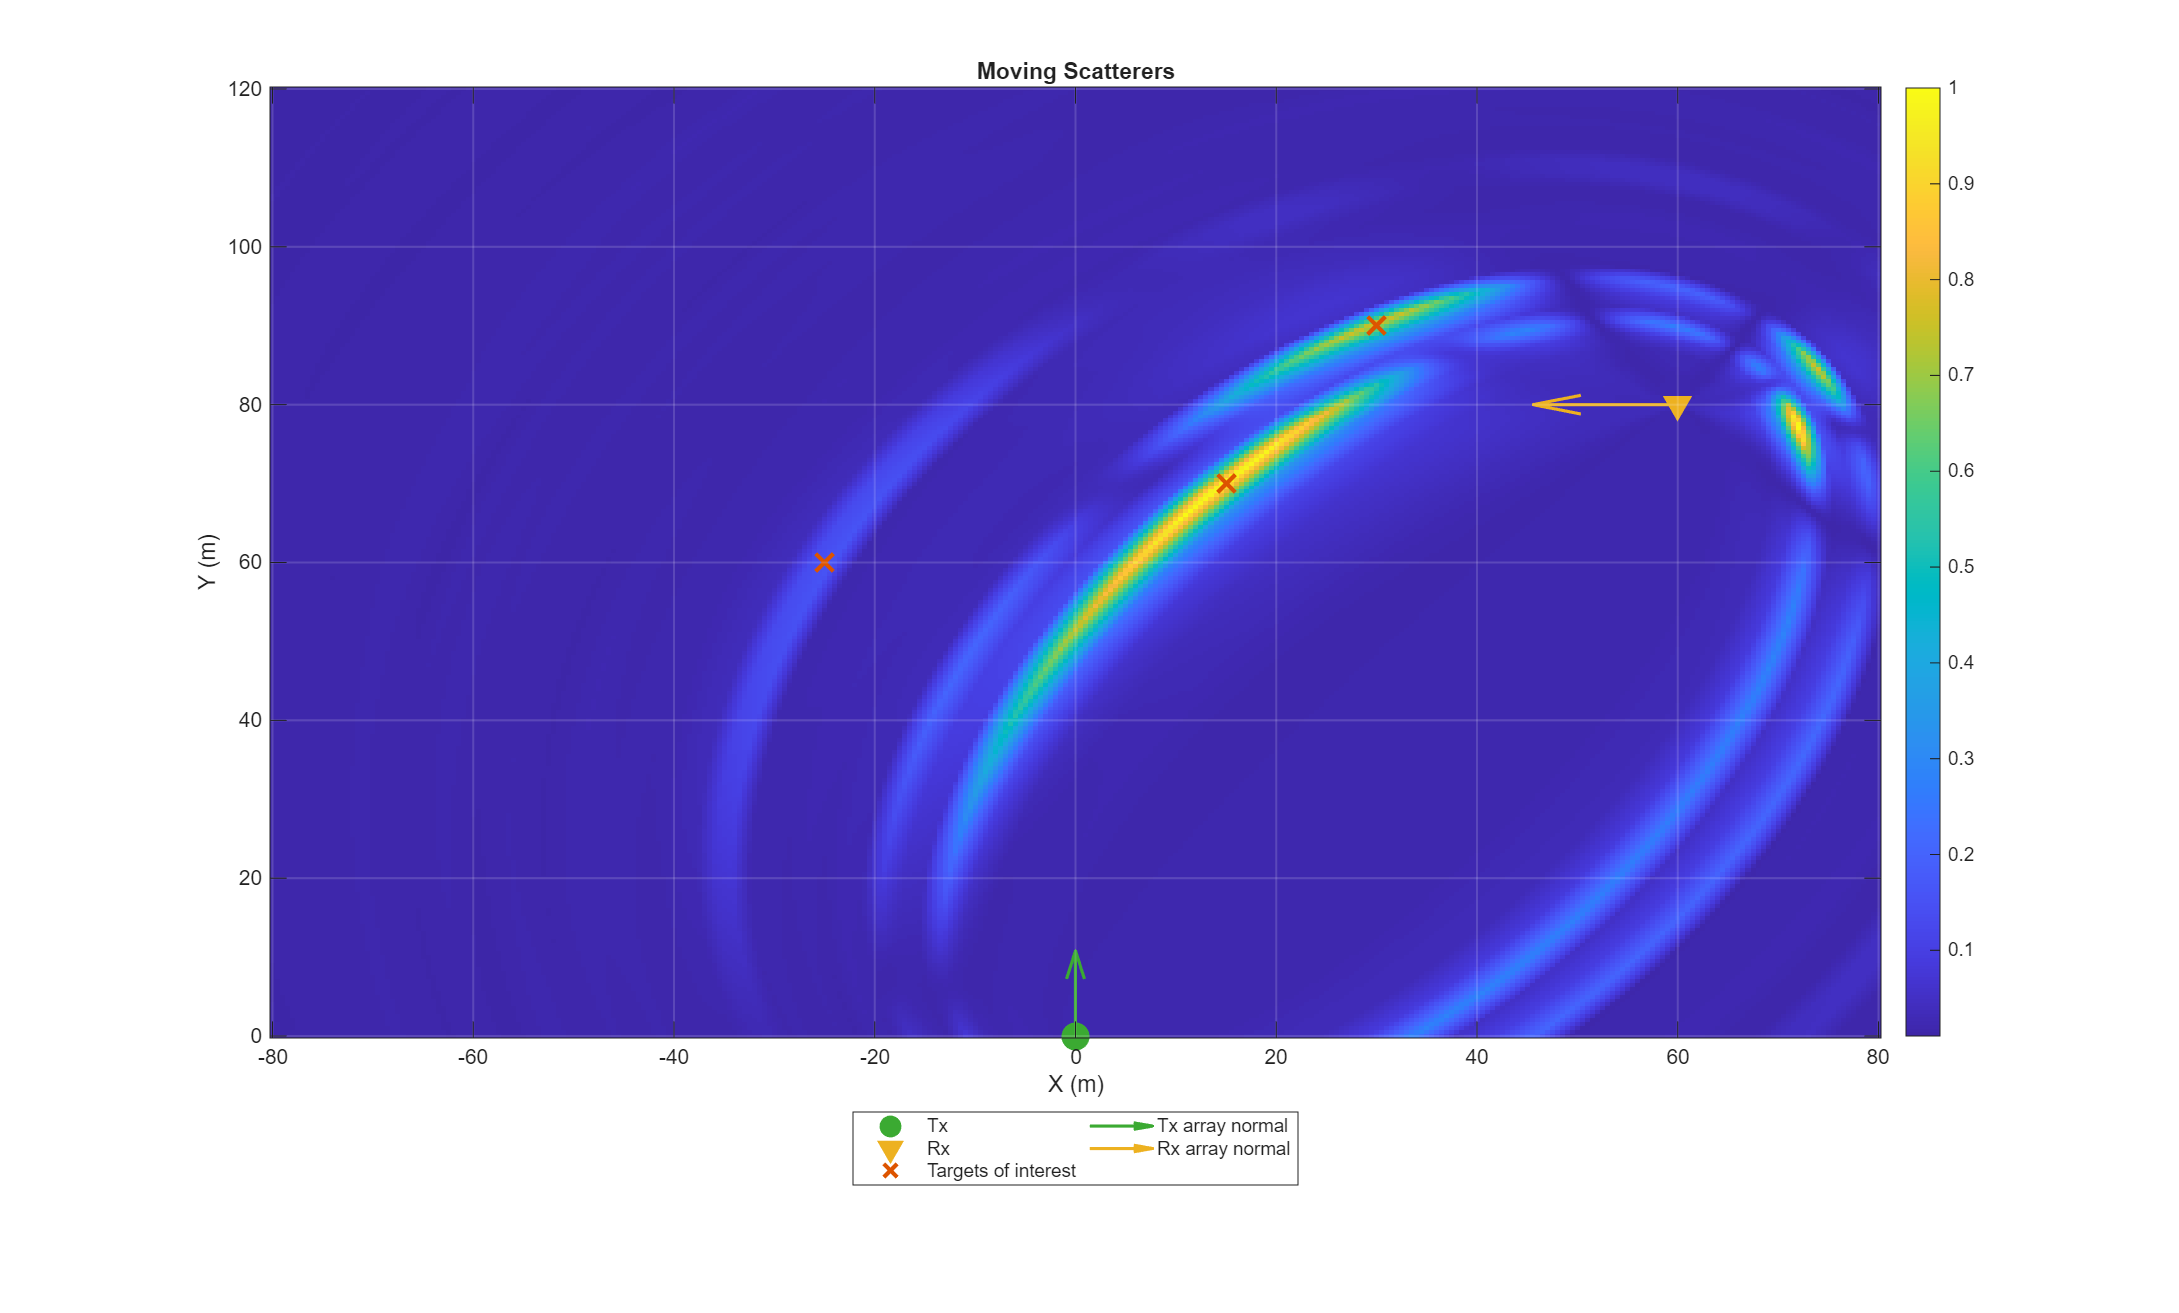 Moving Scatterers
120
100
80
60
40
20
0
Y (m)
-80 -60 -40 -20 0 20 40 60 80
X (m)
1
0.9
0.8
0.7
0.6
0.5
0.4
0.3
0.2
0.1
Tx Tx array normal
Rx Rx array normal
Targets of interest